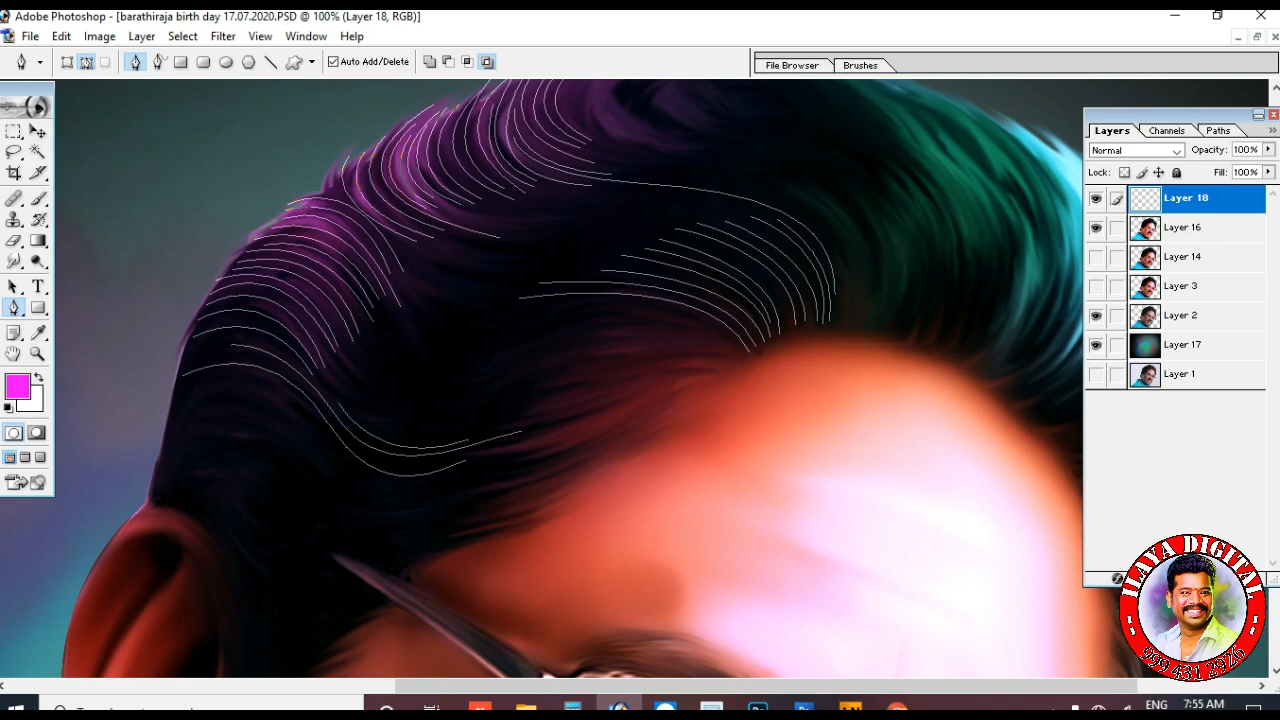 Adobe Photoshop - [barathiraja birth day 17.07.2020.PSD @ 100% (Layer 18, RGB)]
File Edit Image Layer Select Filter View Window Help
Auto Add/Delete
File Browser Brushes
Layers Channels Paths
Normal Opacity: 100%
Lock: Fill: 100%
Layer 18
Layer 16
Layer 14
Layer 3
Layer 2
Layer 17
Layer 1
T
ILAYA DIGITAL
999 431 2926
ENG 7:55 AM